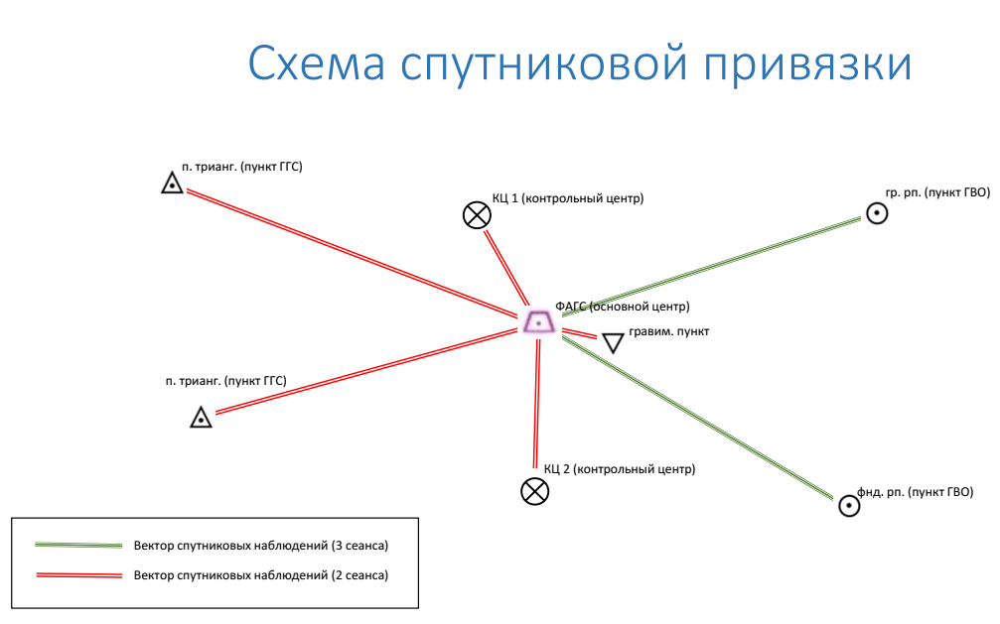 Схема спутниковой привязки
п. трианг. (пункт ГГС)
КЦ 1 (контрольный центр)
гр. рп. (пункт ГВО)
ФАГС (основной центр)
гравим. пункт
п. трианг. (пункт ГГС)
КЦ 2 (контрольный центр)
фнд. рп. (пункт ГВО)
Вектор спутниковых наблюдений (3 сеанса)
Вектор спутниковых наблюдений (2 сеанса)